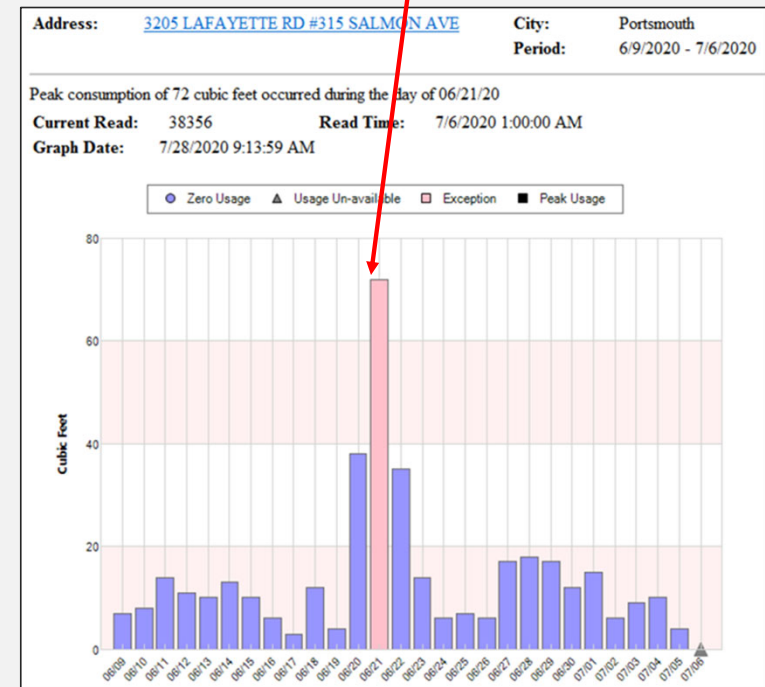 Address: 3205 LAFAYETTE RD #315 SALMON AVE City: Portsmouth
Period: 6/9/2020 - 7/6/2020
Peak consumption of 72 cubic feet occurred during the day of 06/21/20
Current Read: 38356 Read Time: 7/6/2020 1:00:00 AM
Graph Date: 7/28/2020 9:13:59 AM
Zero Usage Usage Un-available Exception Peak Usage
80
60
40
20
0
Cubic Feet
06/09 06/10 06/11 06/12 06/13 06/14 06/15 06/16 06/17 06/18 06/19 06/20 06/21 06/22 06/23 06/24 06/25 06/26 06/27 06/28 06/29 06/30 07/01 07/02 07/03 07/04 07/05 07/06